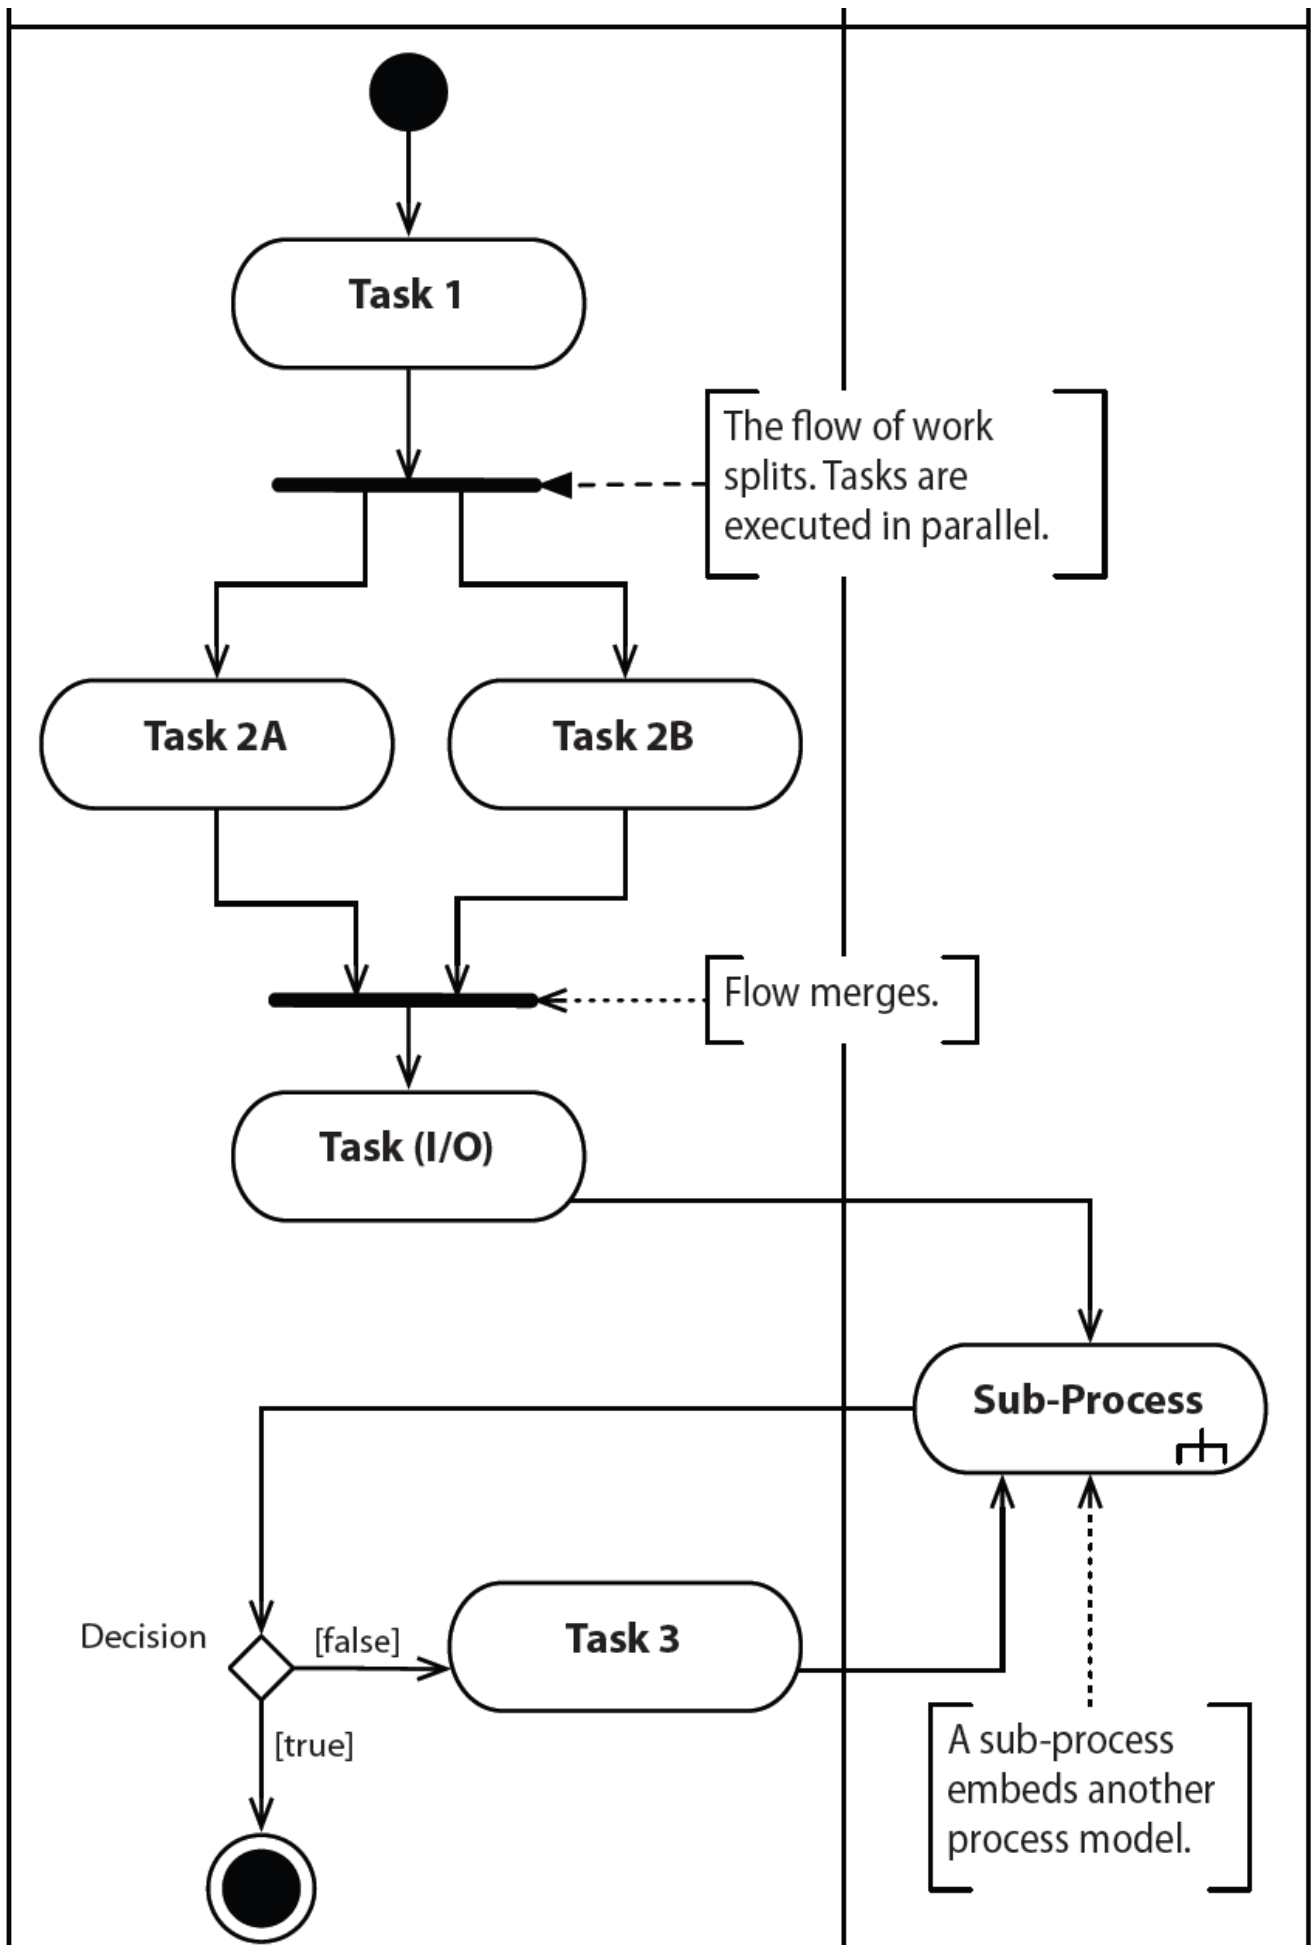 Task 1
The flow of work
splits. Tasks are
executed in parallel.
Task 2A
Task 2B
Flow merges.
Task (I/O)
Sub-Process
Decision
[false]
Task 3
[true]
A sub-process
embeds another
process model.